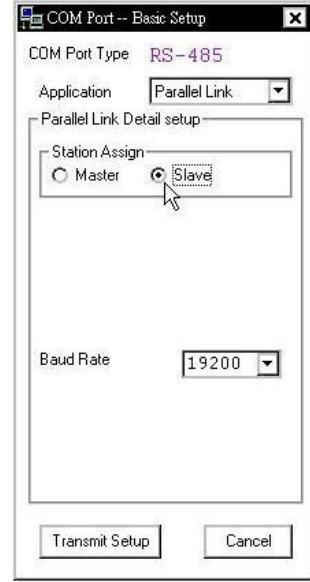 COM Port -- Basic Setup
COM Port Type RS-485
Application Parallel Link
Parallel Link Detail setup
Station Assign
Master Slave
Baud Rate 19200
Transmit Setup Cancel